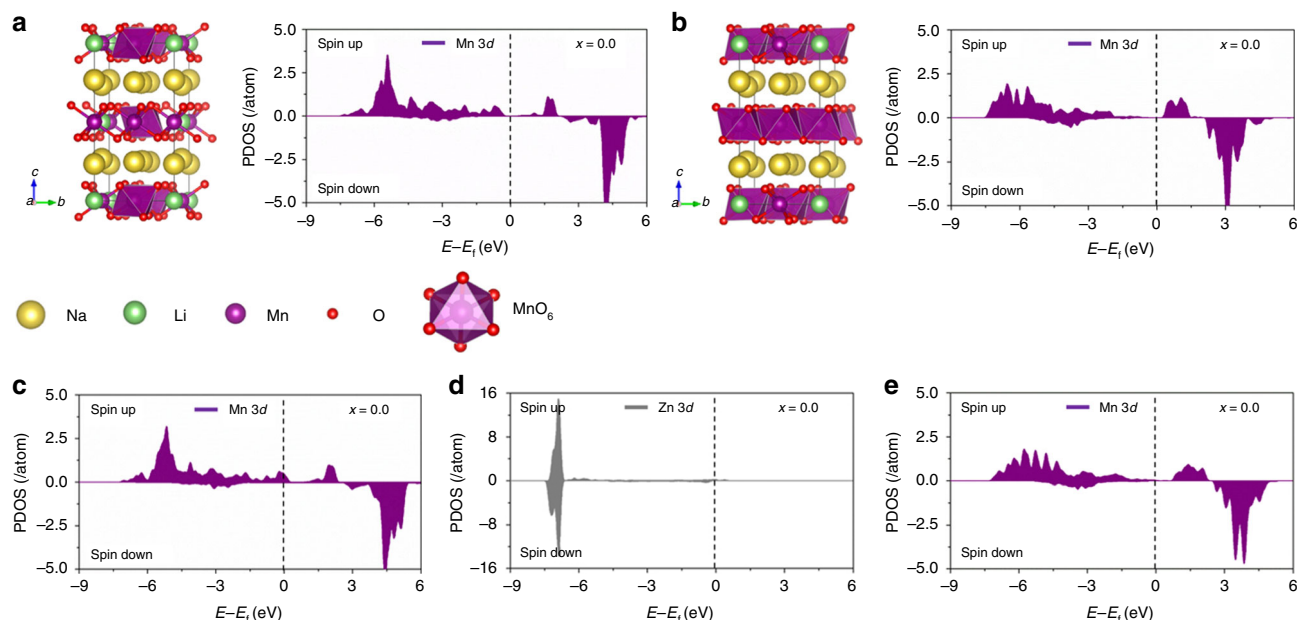 a
Spin up
Mn 3d
x = 0.0
5.0
2.5
0.0
−2.5
−5.0
PDOS (/atom)
Spin down
−9 −6 −3 0 3 6
E–Ef (eV)
c
a b
b
Spin up
Mn 3d
x = 0.0
5.0
2.5
0.0
−2.5
−5.0
PDOS (/atom)
Spin down
−9 −6 −3 0 3 6
E–Ef (eV)
c
a b
Na Li Mn O MnO6
c
Spin up
Mn 3d
x = 0.0
5.0
2.5
0.0
−2.5
−5.0
PDOS (/atom)
Spin down
−9 −6 −3 0 3 6
E–Ef (eV)
d
Spin up
Zn 3d
x = 0.0
16
8
0
−8
−16
PDOS (/atom)
Spin down
−9 −6 −3 0 3 6
E–Ef (eV)
e
Spin up
Mn 3d
x = 0.0
5.0
2.5
0.0
−2.5
−5.0
PDOS (/atom)
Spin down
−9 −6 −3 0 3 6
E–Ef (eV)